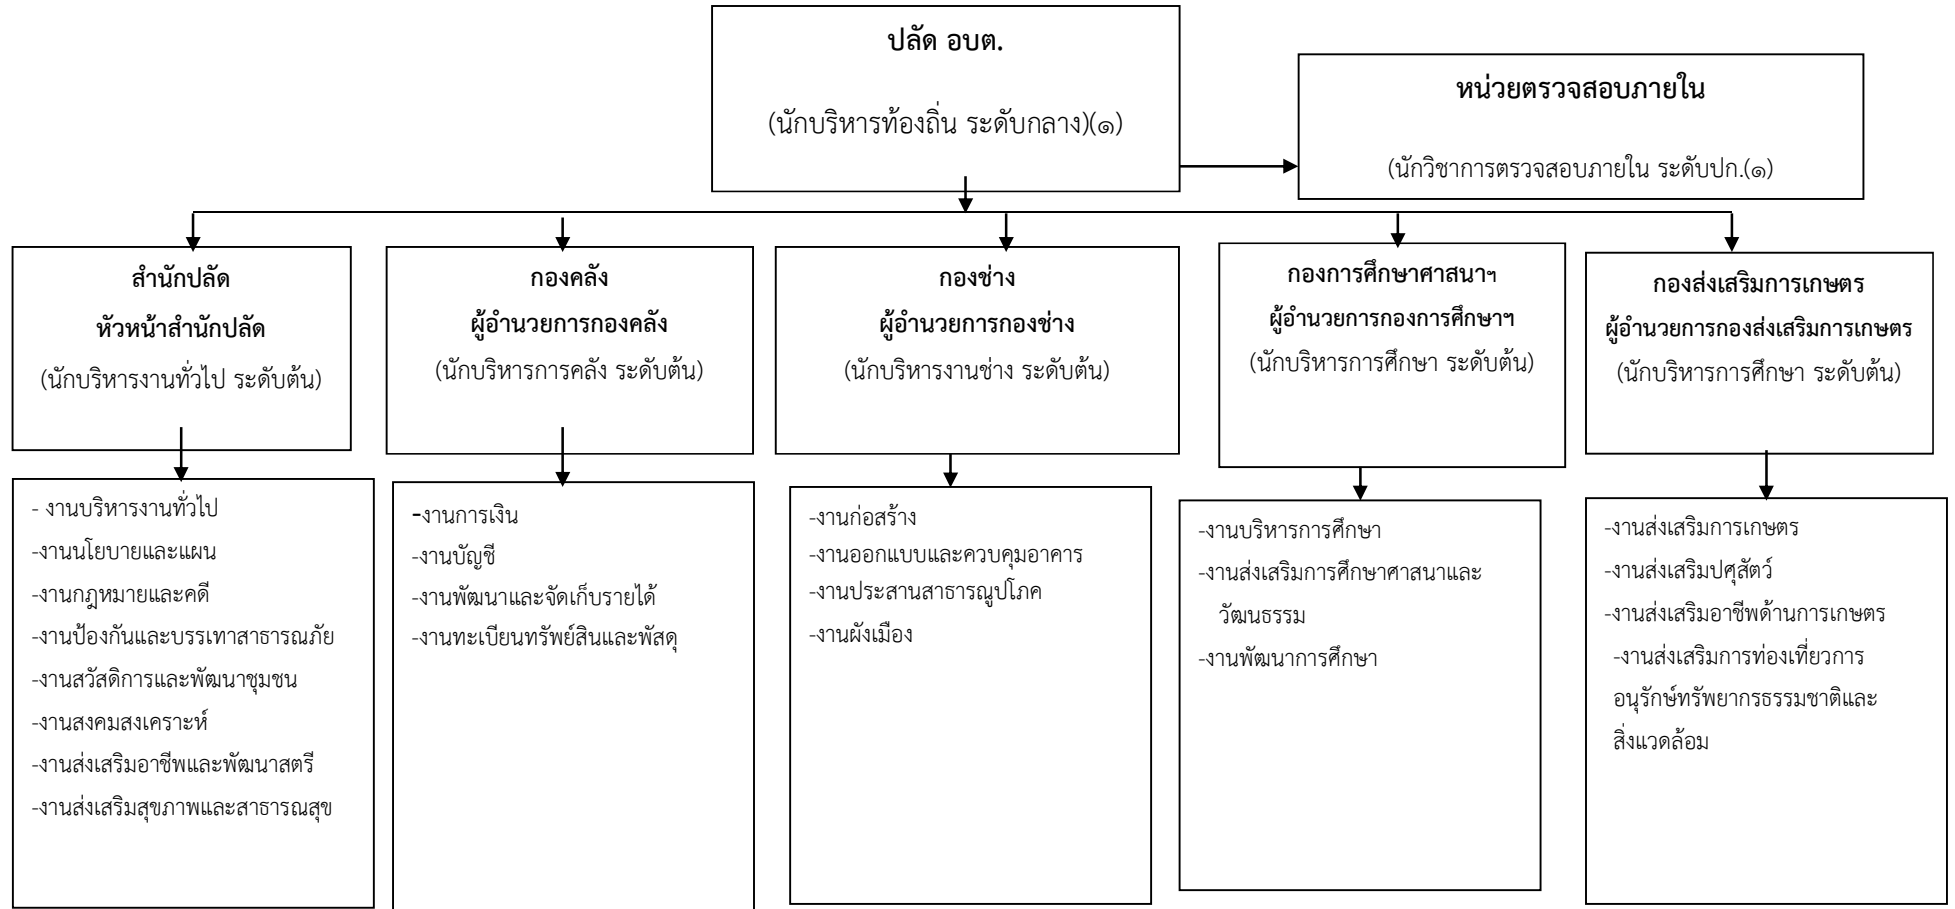 ปลัด อบต.
(นักบริหารท้องถิ่น ระดับกลาง)(๑)
หน่วยตรวจสอบภายใน
(นักวิชาการตรวจสอบภายใน ระดับปก.(๑)
สำนักปลัด
หัวหน้าสำนักปลัด
(นักบริหารงานทั่วไป ระดับต้น)
กองคลัง
ผู้อำนวยการกองคลัง
(นักบริหารการคลัง ระดับต้น)
กองช่าง
ผู้อำนวยการกองช่าง
(นักบริหารงานช่าง ระดับต้น)
กองการศึกษาศาสนาฯ
ผู้อำนวยการกองการศึกษาฯ
(นักบริหารการศึกษา ระดับต้น)
กองส่งเสริมการเกษตร
ผู้อำนวยการกองส่งเสริมการเกษตร
(นักบริหารการศึกษา ระดับต้น)
- งานบริหารงานทั่วไป
-งานนโยบายและแผน
-งานกฎหมายและคดี
-งานป้องกันและบรรเทาสาธารณภัย
-งานสวัสดิการและพัฒนาชุมชน
-งานสงคมสงเคราะห์
-งานส่งเสริมอาชีพและพัฒนาสตรี
-งานส่งเสริมสุขภาพและสาธารณสุข
-งานการเงิน
-งานบัญชี
-งานพัฒนาและจัดเก็บรายได้
-งานทะเบียนทรัพย์สินและพัสดุ
-งานก่อสร้าง
-งานออกแบบและควบคุมอาคาร
-งานประสานสาธารณูปโภค
-งานผังเมือง
-งานบริหารการศึกษา
-งานส่งเสริมการศึกษาศาสนาและ
วัฒนธรรม
-งานพัฒนาการศึกษา
-งานส่งเสริมการเกษตร
-งานส่งเสริมปศุสัตว์
-งานส่งเสริมอาชีพด้านการเกษตร
-งานส่งเสริมการท่องเที่ยวการ
อนุรักษ์ทรัพยากรธรรมชาติและ
สิ่งแวดล้อม